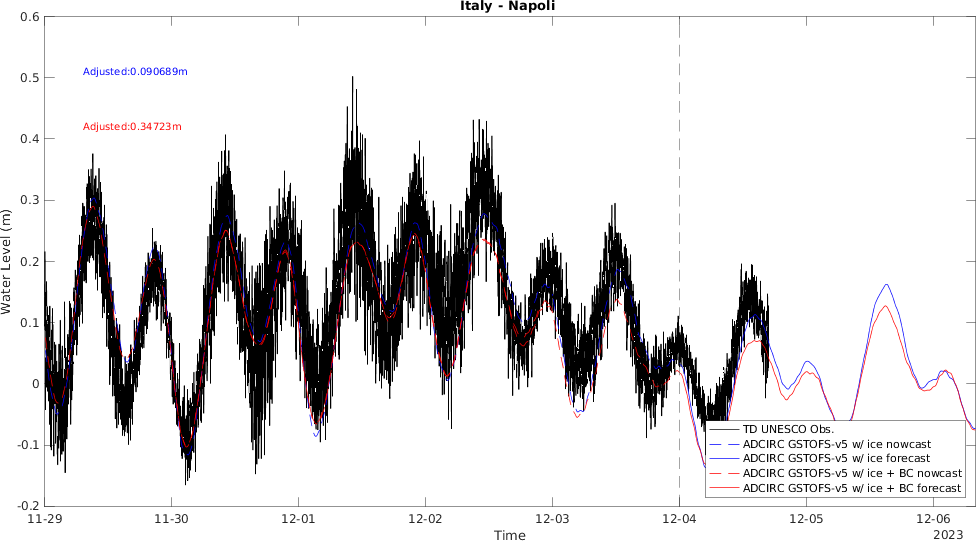 Italy - Napoli
0.6
0.5
0.4
0.3
0.2
0.1
0
-0.1
-0.2
Water Level (m)
Adjusted:0.090689m
Adjusted:0.34723m
TD UNESCO Obs.
ADCIRC GSTOFS-v5 w/ ice nowcast
ADCIRC GSTOFS-v5 w/ ice forecast
ADCIRC GSTOFS-v5 w/ ice + BC nowcast
ADCIRC GSTOFS-v5 w/ ice + BC forecast
11-29 11-30 12-01 12-02 12-03 12-04 12-05 12-06
Time
2023